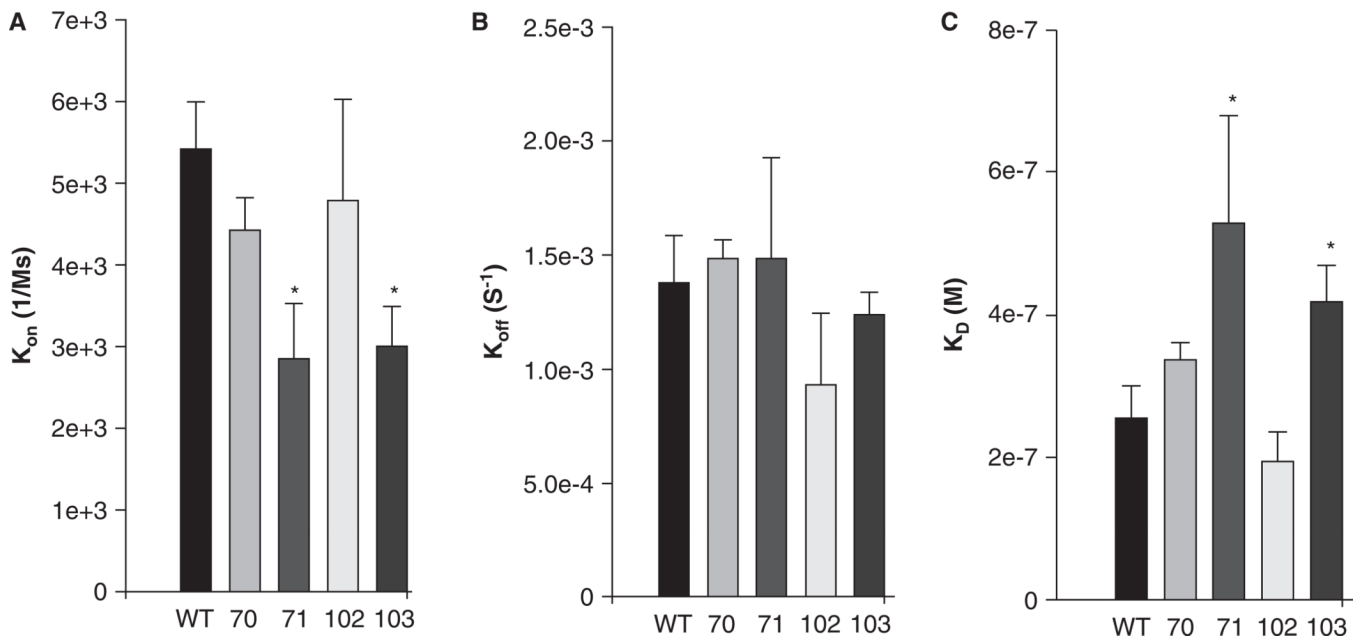 A
K_on (1/Ms)
7e+3
6e+3
5e+3
4e+3
3e+3
2e+3
1e+3
0
*
*
WT 70 71 102 103
B
K_off (S^-1)
2.5e-3
2.0e-3
1.5e-3
1.0e-3
5.0e-4
0
WT 70 71 102 103
C
K_D (M)
8e-7
6e-7
4e-7
2e-7
0
*
*
WT 70 71 102 103